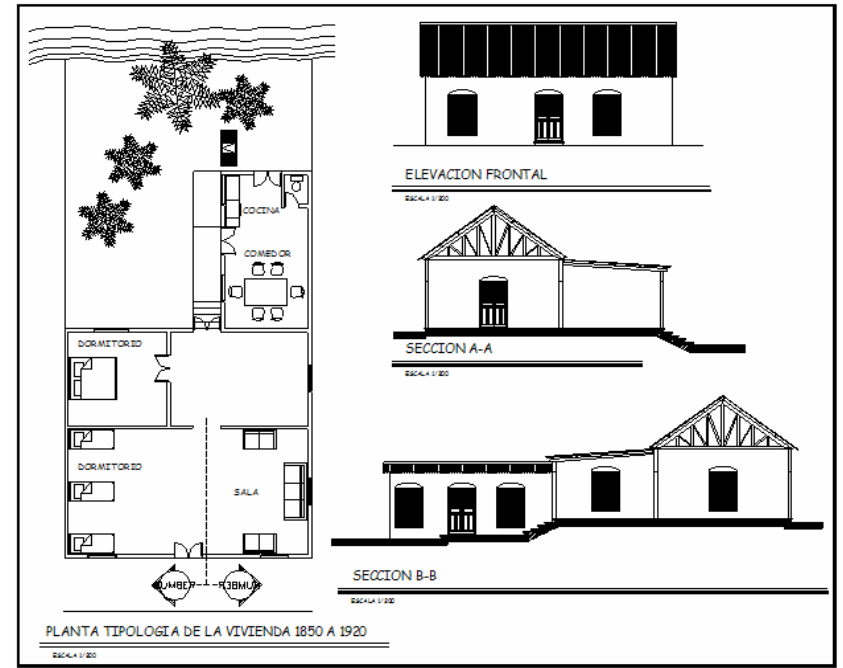 ELEVACION FRONTAL
ESCALA 1/200
COCINA
COMEDOR
DORMITORIO
SECCION A-A
ESCALA 1/200
DORMITORIO
SALA
SECCION B-B
ESCALA 1/200
PLANTA TIPOLOGIA DE LA VIVIENDA 1850 A 1920
ESCALA 1/200